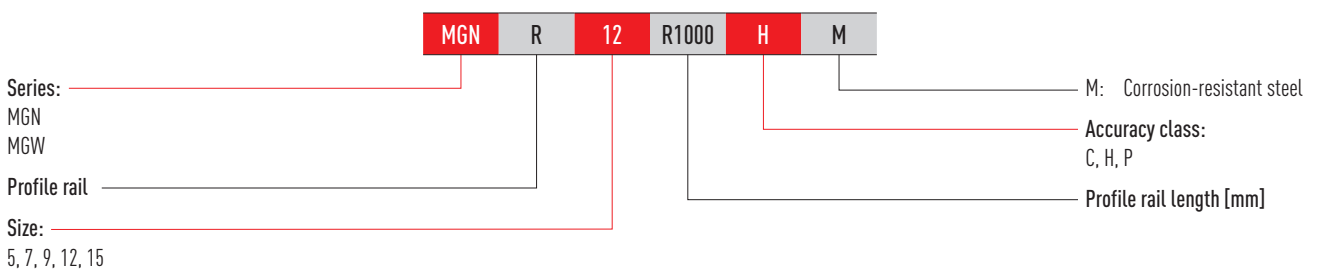 MGN R 12 R1000 H M
Series:
MGN
MGW
Profile rail
Size:
5, 7, 9, 12, 15
M: Corrosion-resistant steel
Accuracy class:
C, H, P
Profile rail length [mm]